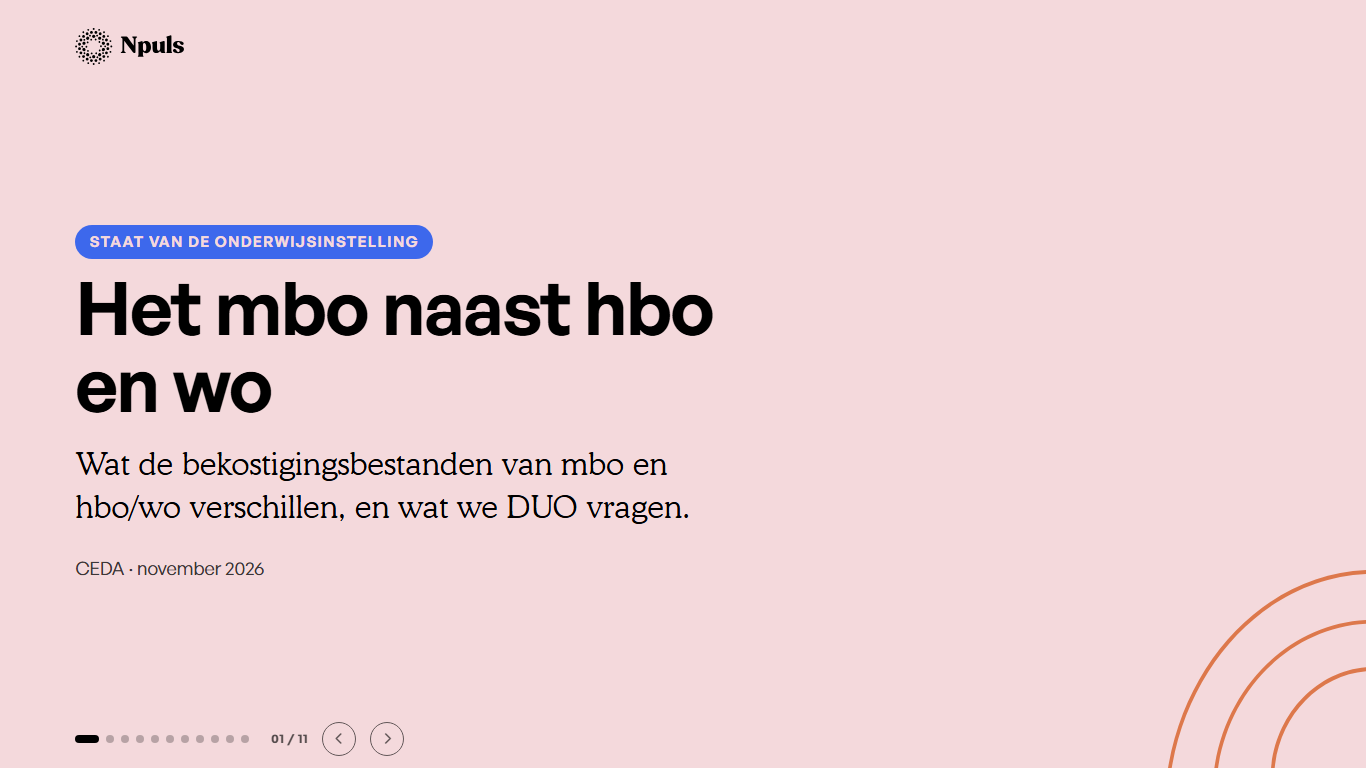 Npuls
STAAT VAN DE ONDERWIJSINSTELLING
Het mbo naast hbo
en wo
Wat de bekostigingsbestanden van mbo en
hbo/wo verschillen, en wat we DUO vragen.
CEDA · november 2026
01 / 11